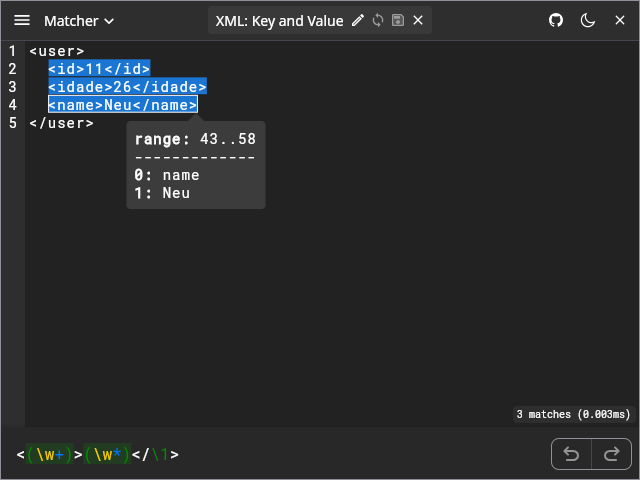 Matcher
XML: Key and Value
1 <user>
2 <id>11</id>
3 <idade>26</idade>
4 <name>Neu</name>
5 </user>
range: 43..58
-------------
0: name
1: Neu
3 matches (0.003ms)
<(\w+)>(\w*)</\1>